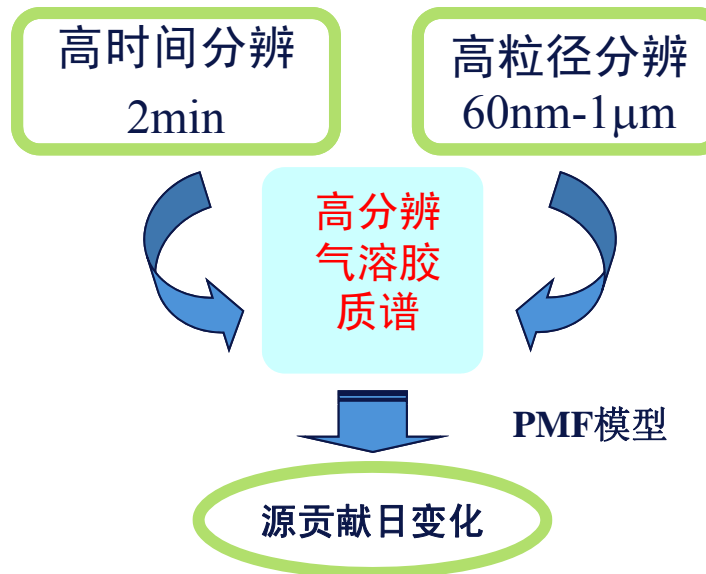 高时间分辨
2min
高粒径分辨
60nm-1μm
高分辨
气溶胶
质谱
PMF模型
源贡献日变化